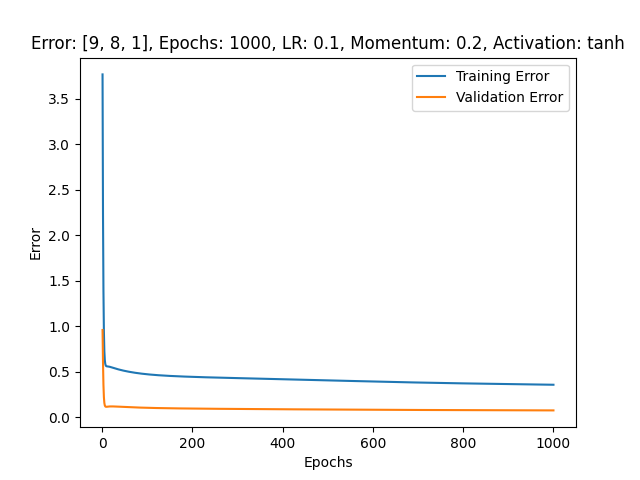 Error: [9, 8, 1], Epochs: 1000, LR: 0.1, Momentum: 0.2, Activation: tanh
Training Error
Validation Error
3.5
3.0
2.5
2.0
1.5
1.0
0.5
0.0
Error
0 200 400 600 800 1000
Epochs